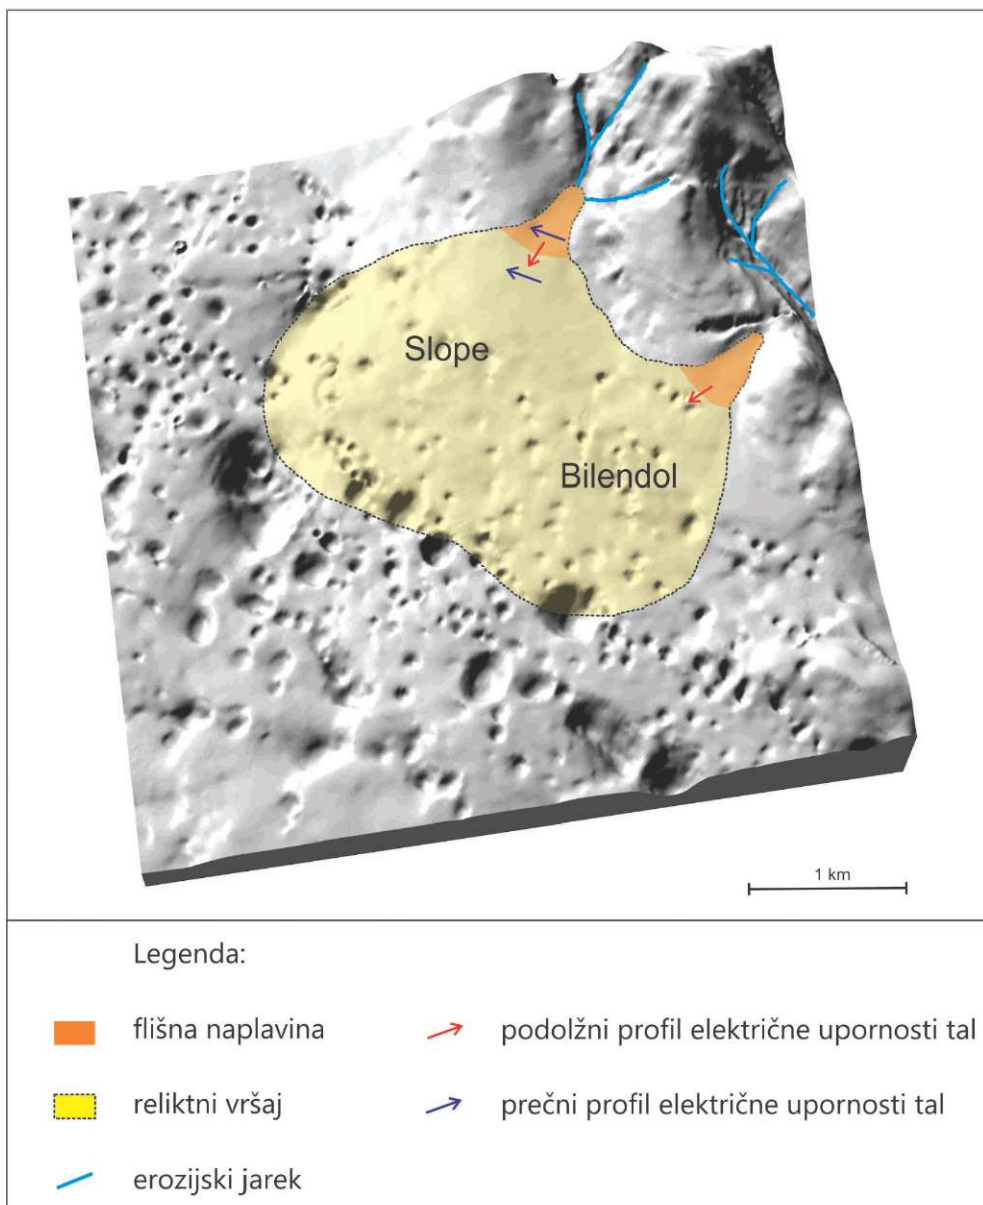 Slope
Bilendol
1 km
Legenda:
flišna naplavina
podolžni profil električne upornosti tal
reliktni vršaj
prečni profil električne upornosti tal
erozijski jarek